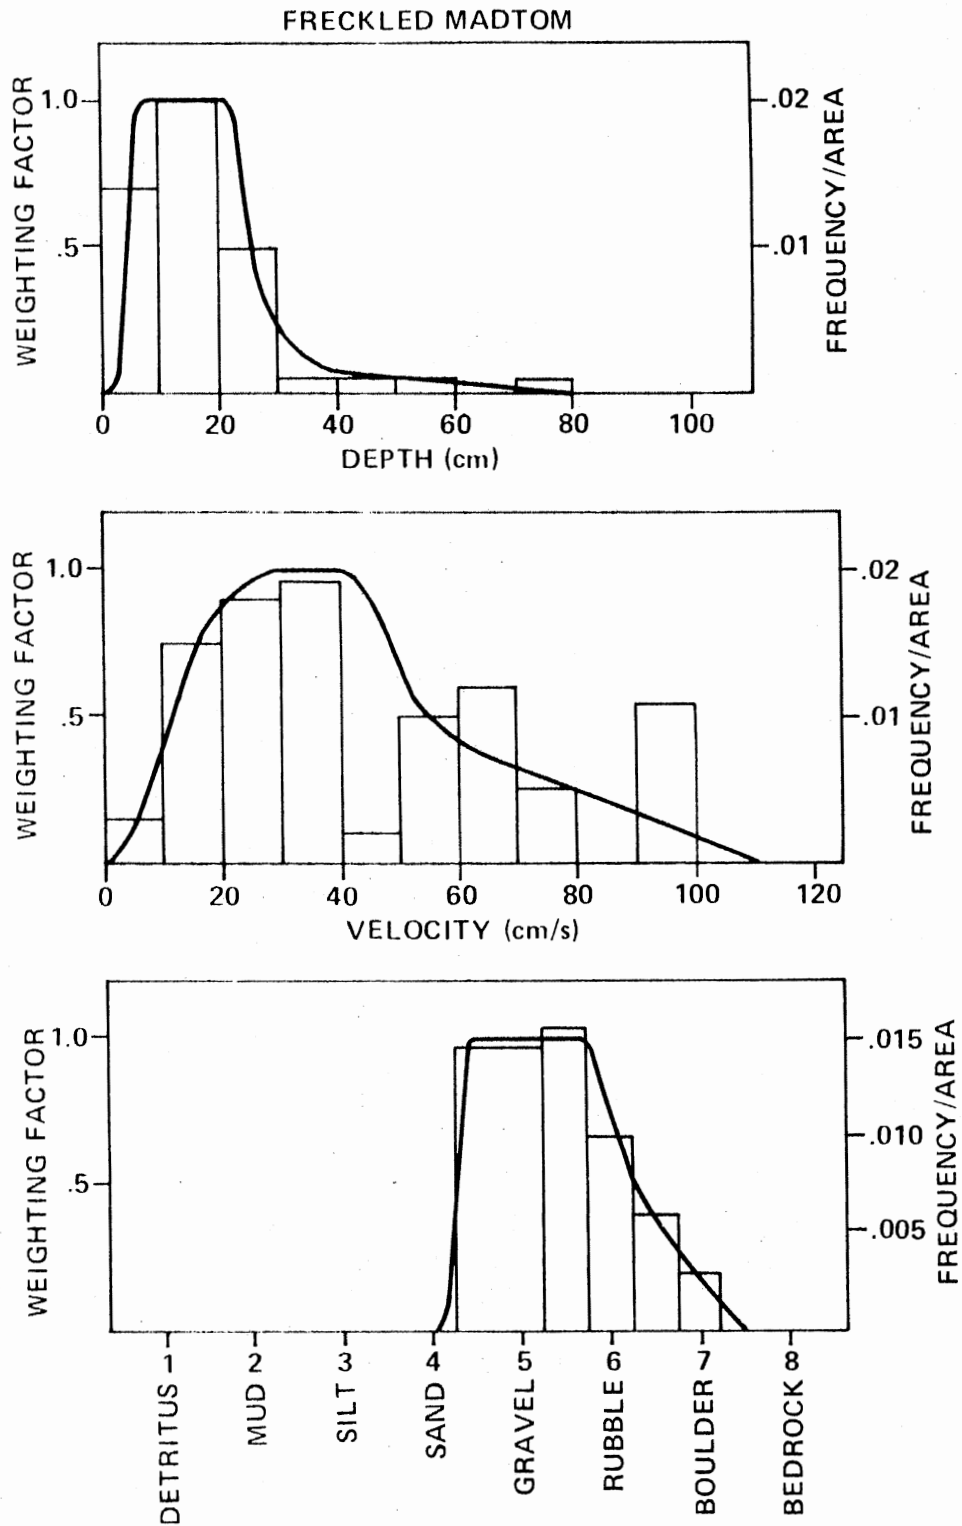 FRECKLED MADTOM
WEIGHTING FACTOR
1.0
.5
.02
.01
FREQUENCY/AREA
0 20 40 60 80 100
DEPTH (cm)
WEIGHTING FACTOR
1.0
.5
.02
.01
FREQUENCY/AREA
0 20 40 60 80 100 120
VELOCITY (cm/s)
WEIGHTING FACTOR
1.0
.5
.015
.010
.005
FREQUENCY/AREA
DETRITUS 1
MUD 2
SILT 3
SAND 4
GRAVEL 5
RUBBLE 6
BOULDER 7
BEDROCK 8